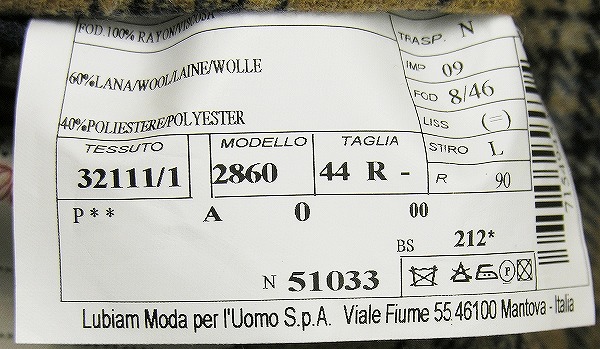 FOD.100% RAYON/VISCOSA
60%LANA/WOOL/LAINE/WOLLE
40%POLIESTERE/POLYESTER
TRASP. N
IMP 09
FOD 8/46
LISS (=)
STIRO L
R 90
TESSUTO MODELLO TAGLIA
32111/1 2860 44 R -
P** A 0 00
BS 212*
N 51033
Lubiam Moda per l'Uomo S.p.A. Viale Fiume 55 46100 Mantova - Italia